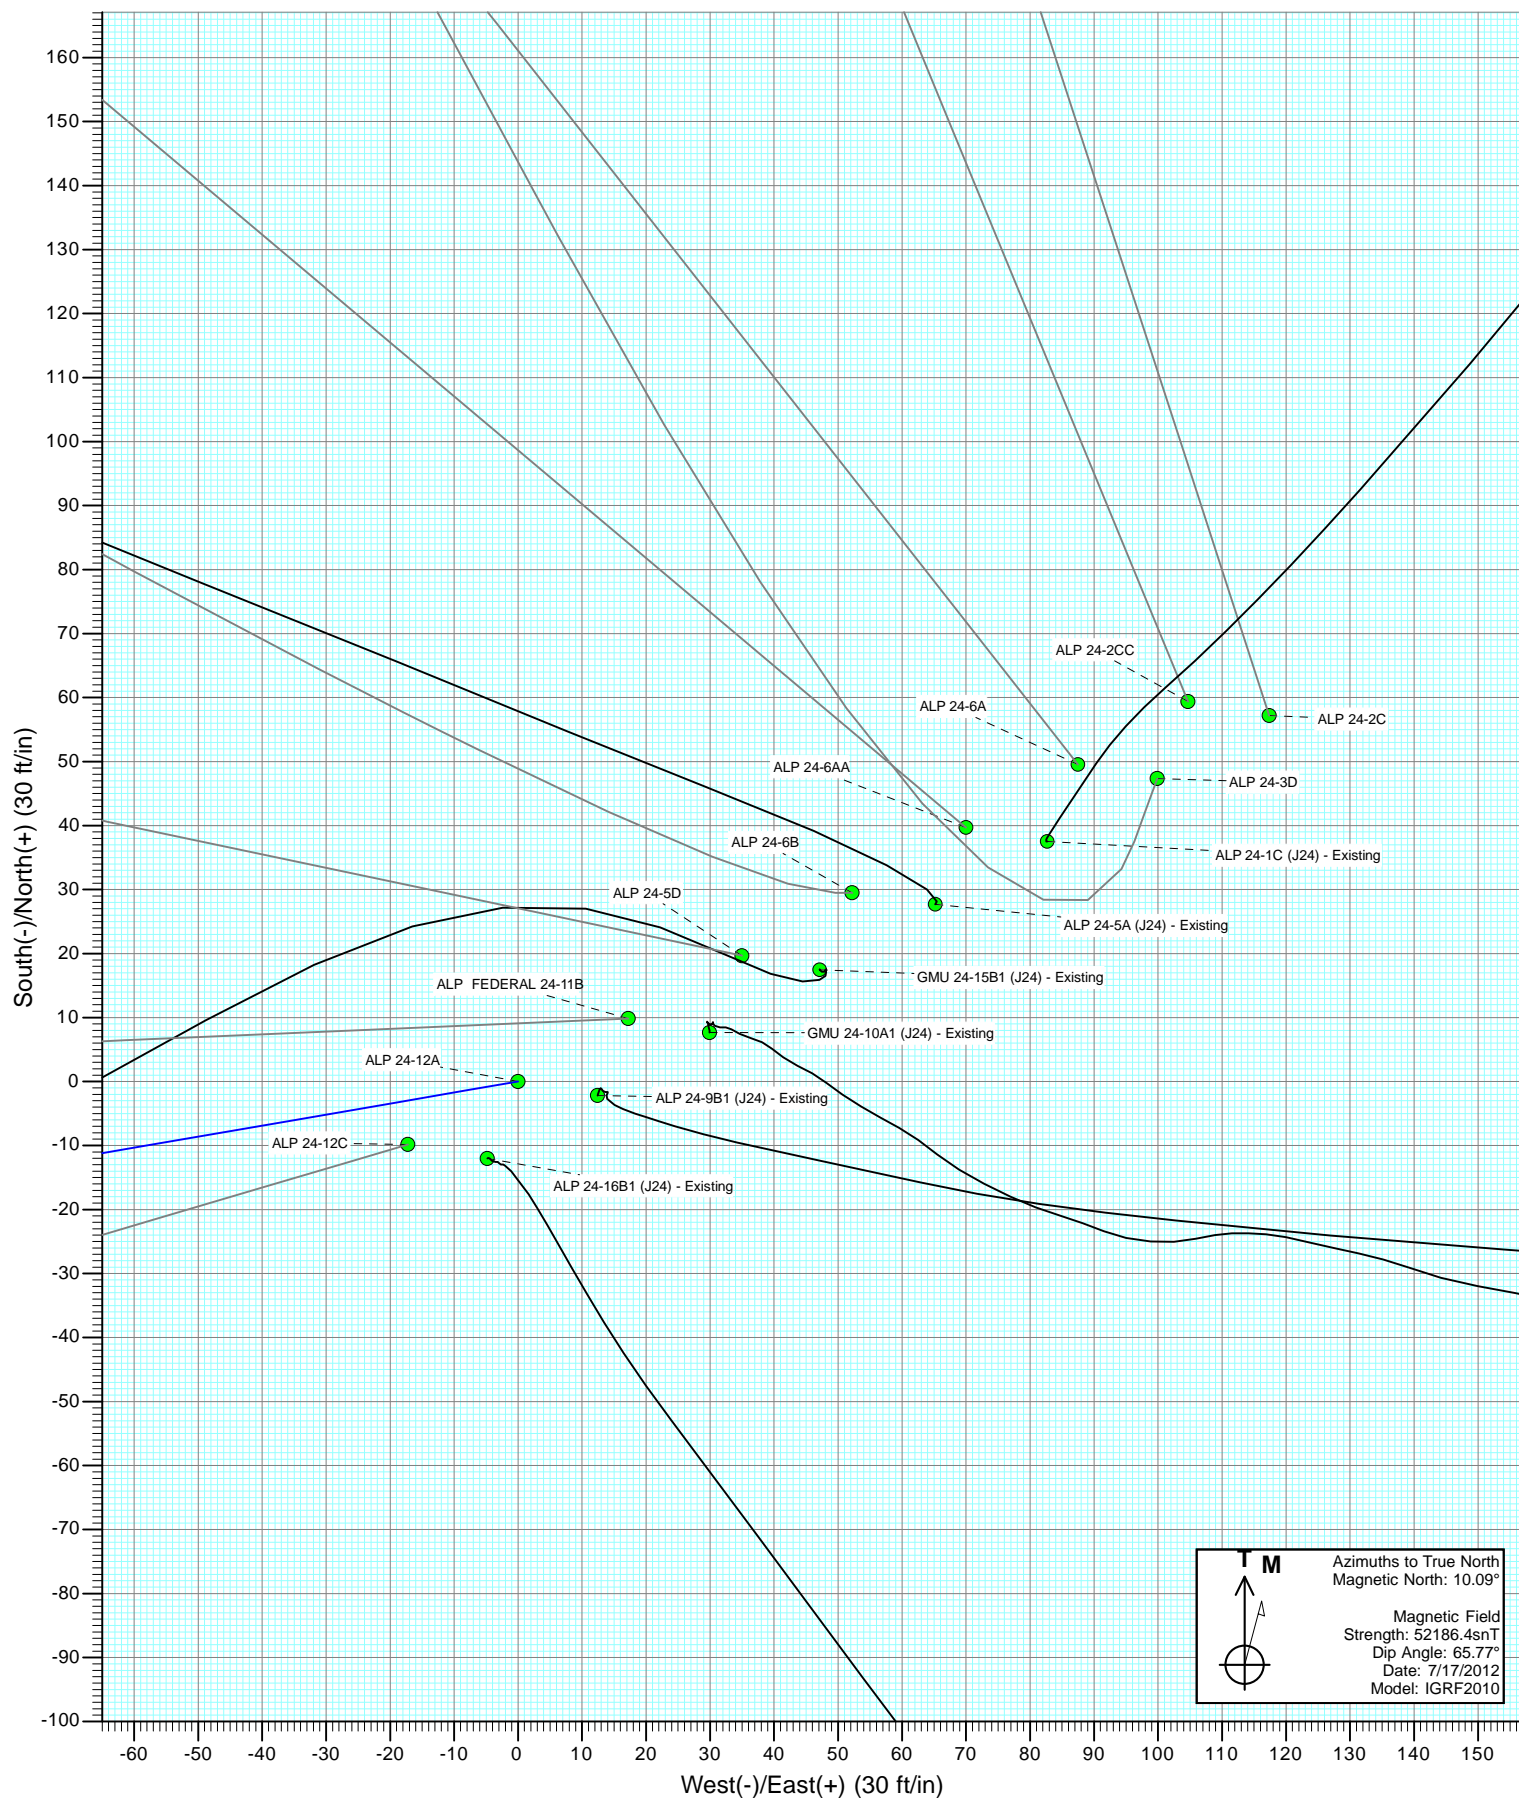 160
150
140
130
120
110
100
90
80
70
60
50
40
30
20
10
0
-10
-20
-30
-40
-50
-60
-70
-80
-90
-100
South(-)/North(+) (30 ft/in)
ALP 24-2CC
ALP 24-6A
ALP 24-2C
ALP 24-6AA
ALP 24-3D
ALP 24-6B
ALP 24-1C (J24) - Existing
ALP 24-5D
ALP 24-5A (J24) - Existing
GMU 24-15B1 (J24) - Existing
ALP  FEDERAL 24-11B
GMU 24-10A1 (J24) - Existing
ALP 24-12A
ALP 24-9B1 (J24) - Existing
ALP 24-12C
ALP 24-16B1 (J24) - Existing
T M
Azimuths to True North
Magnetic North: 10.09°
Magnetic Field
Strength: 52186.4snT
Dip Angle: 65.77°
Date: 7/17/2012
Model: IGRF2010
-60 -50 -40 -30 -20 -10 0 10 20 30 40 50 60 70 80 90 100 110 120 130 140 150
West(-)/East(+) (30 ft/in)